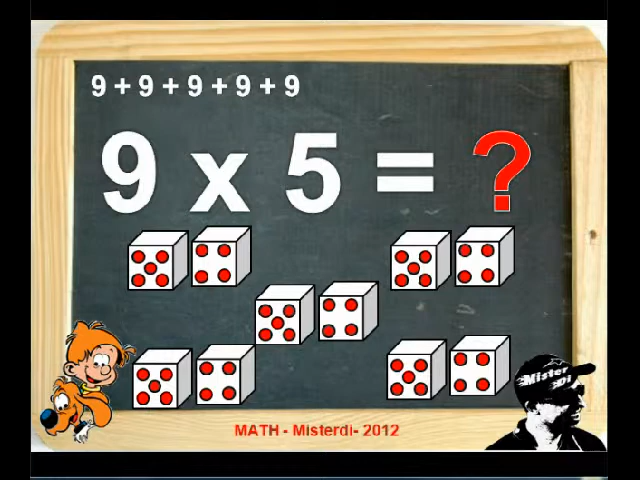 9 + 9 + 9 + 9 + 9
9 x 5 = ?
Mister
Di
MATH - Misterdi- 2012